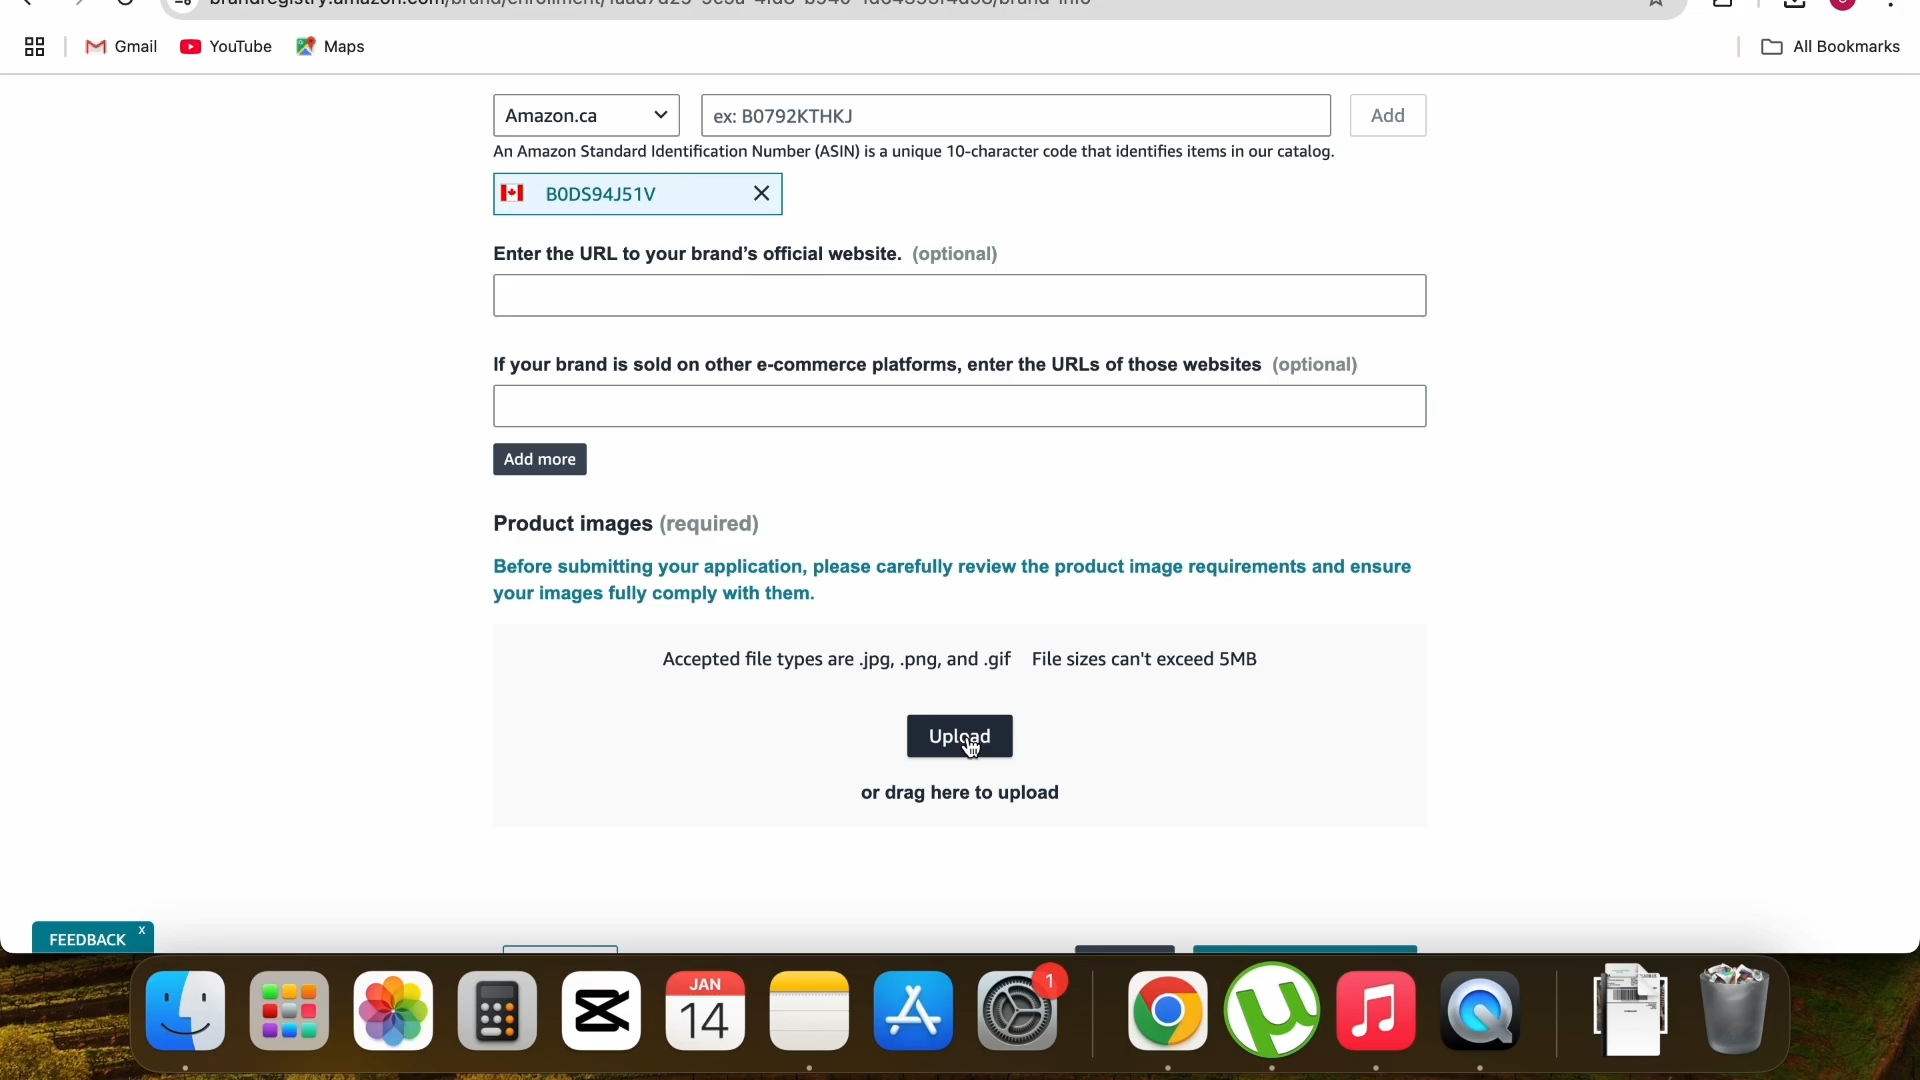 Gmail YouTube Maps All Bookmarks
Amazon.ca ex: B0792KTHKJ Add
An Amazon Standard Identification Number (ASIN) is a unique 10-character code that identifies items in our catalog.
B0DS94J51V
Enter the URL to your brand’s official website. (optional)
If your brand is sold on other e-commerce platforms, enter the URLs of those websites (optional)
Add more
Product images (required)
Before submitting your application, please carefully review the product image requirements and ensure
your images fully comply with them.
Accepted file types are .jpg, .png, and .gif File sizes can't exceed 5MB
Upload
or drag here to upload
FEEDBACK x
JAN
14
1